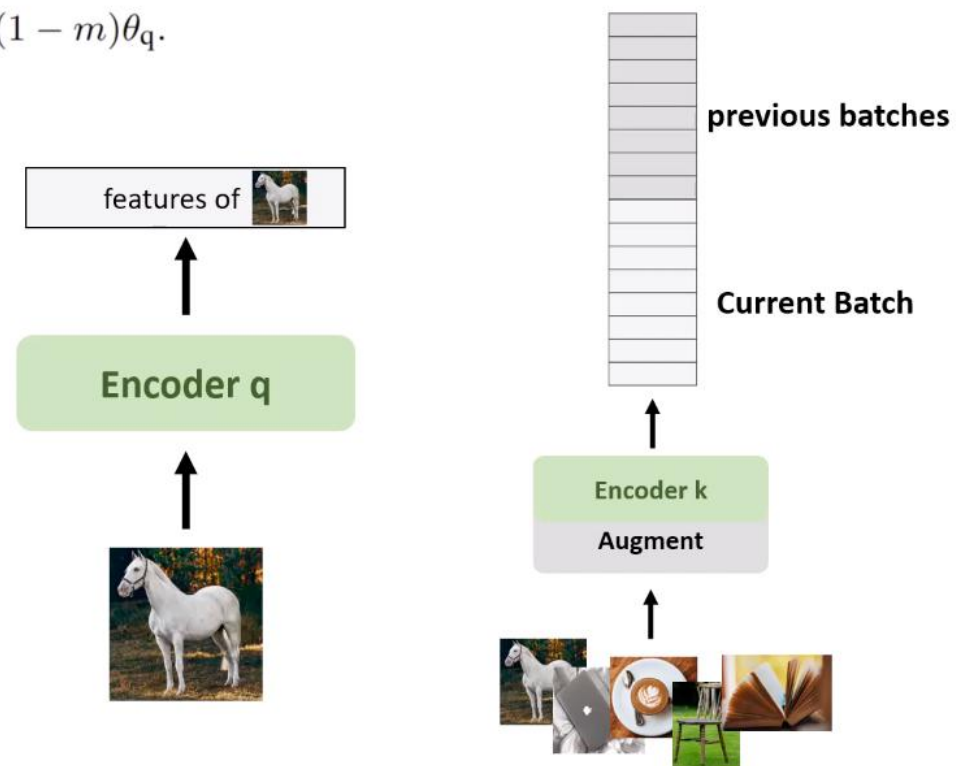 (1 − m)θq.
previous batches
features of
Current Batch
Encoder q
Encoder k
Augment